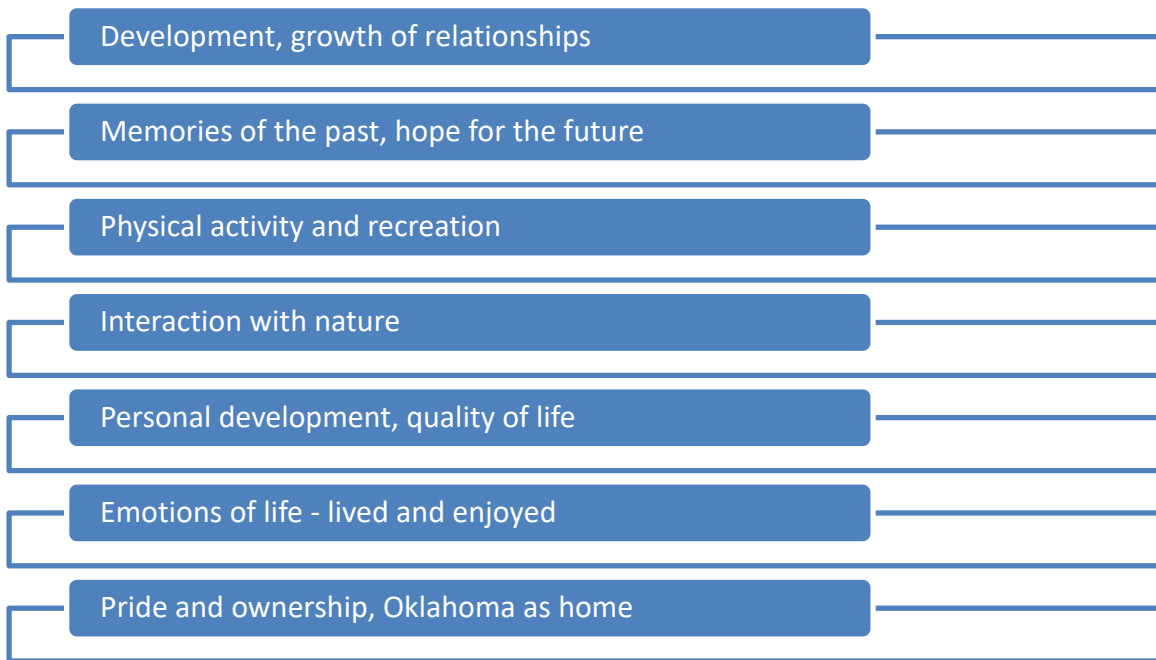 Development, growth of relationships
Memories of the past, hope for the future
Physical activity and recreation
Interaction with nature
Personal development, quality of life
Emotions of life - lived and enjoyed
Pride and ownership, Oklahoma as home